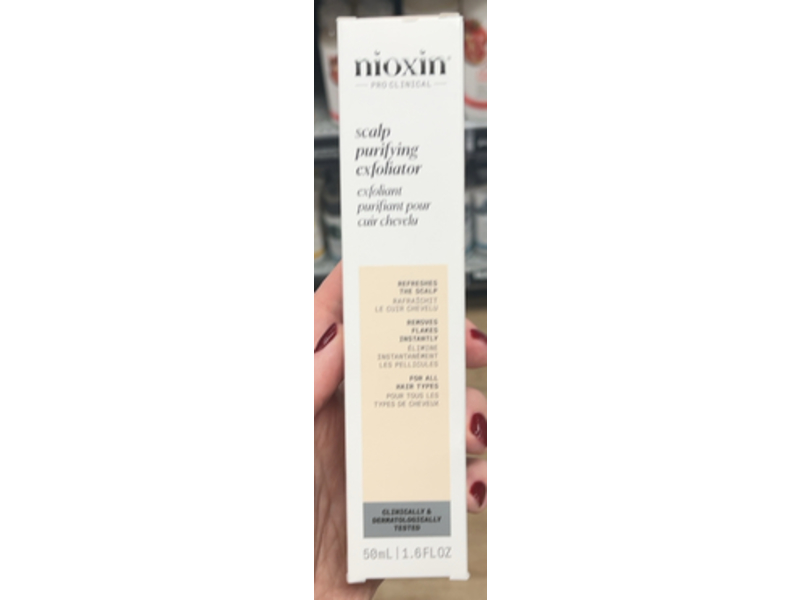 nioxin
PRO CLINICAL
scalp
purifying
exfoliator
exfoliant
purifiant pour
cuir chevelu
REFRESHES
THE SCALP
RAFRAÎCHIT
LE CUIR CHEVELU
REMOVES
FLAKES
INSTANTLY
ÉLIMINE
INSTANTANÉMENT
LES PELLICULES
FOR ALL
HAIR TYPES
POUR TOUS LES
TYPES DE CHEVEUX
CLINICALLY &
DERMATOLOGICALLY
TESTED
50mL|1.6FLOZ